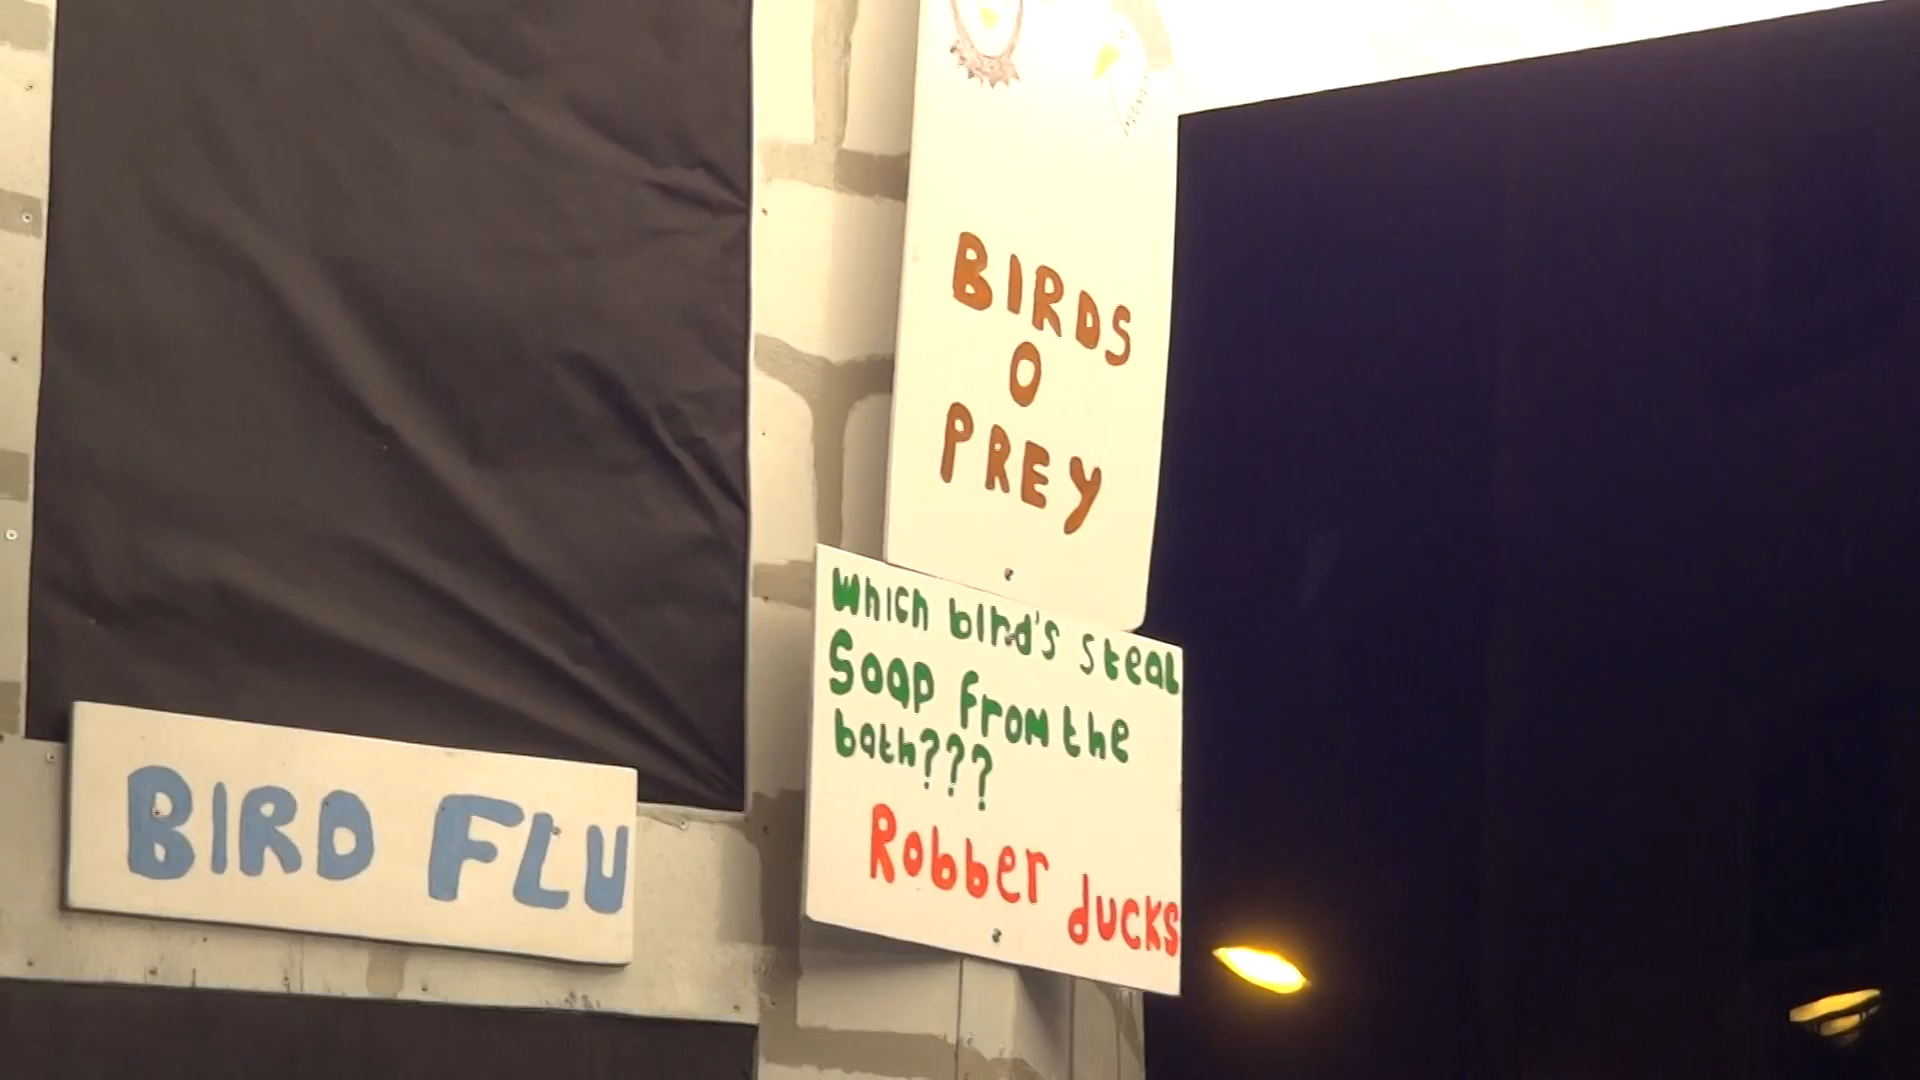 BIRDS
O
PREY
Which bird's steal
Soap from the
bath???
Robber ducks
BIRD FLU